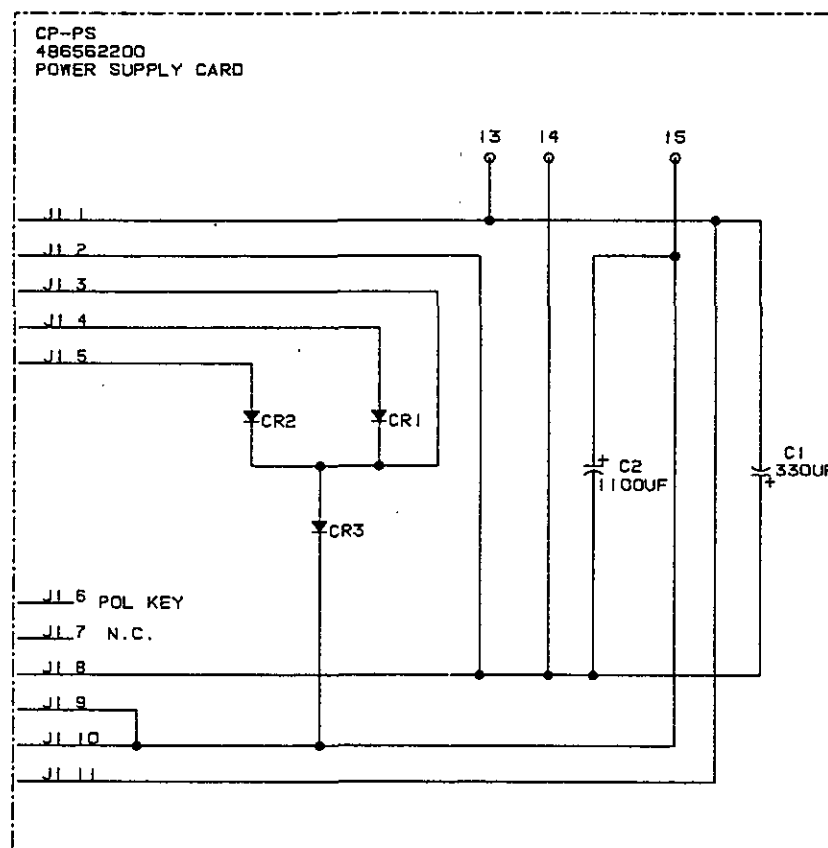 CP-PS
486562200
POWER SUPPLY CARD
13 14 15
J1 1
J1 2
J1 3
J1 4
J1 5
CR2 CR1
C2
1100UF
C1
330UF
CR3
J1 6 POL KEY
J1 7 N.C.
J1 8
J1 9
J1 10
J1 11